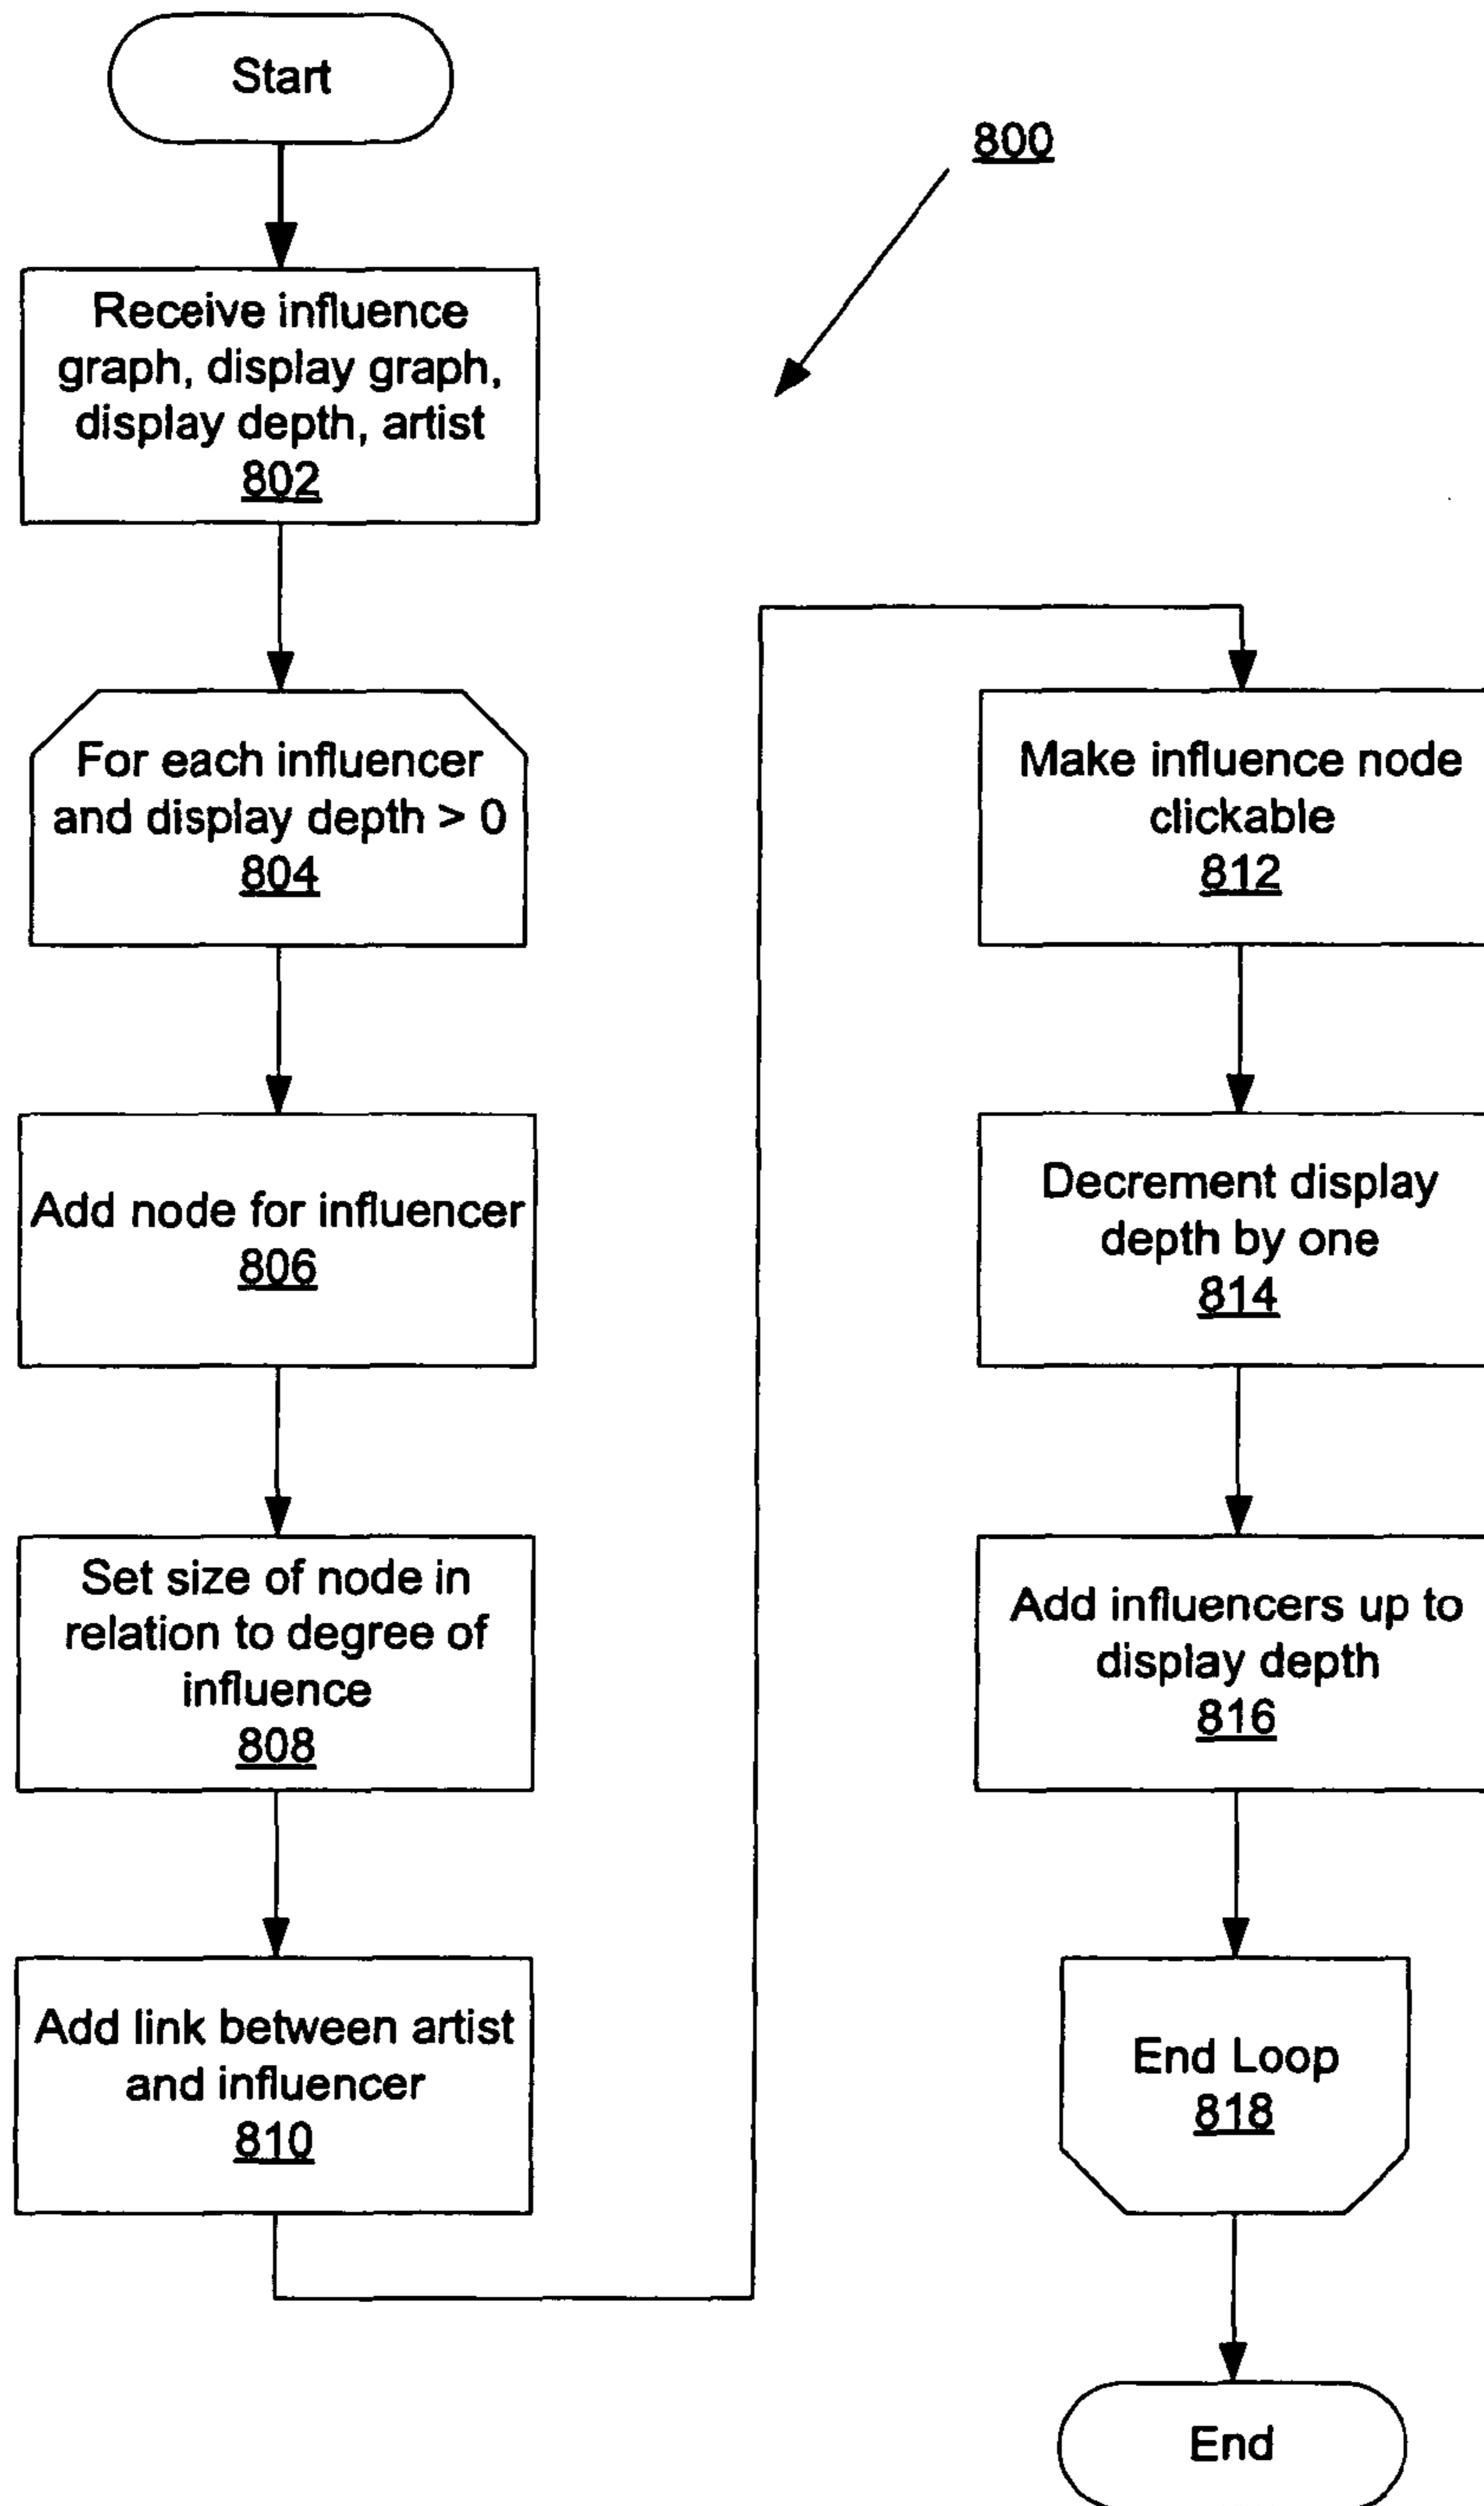 Start
800
Receive influence
graph, display graph,
display depth, artist
802
For each influencer
and display depth > 0
804
Add node for influencer
806
Set size of node in
relation to degree of
influence
808
Add link between artist
and influencer
810
Make influence node
clickable
812
Decrement display
depth by one
814
Add influencers up to
display depth
816
End Loop
818
End